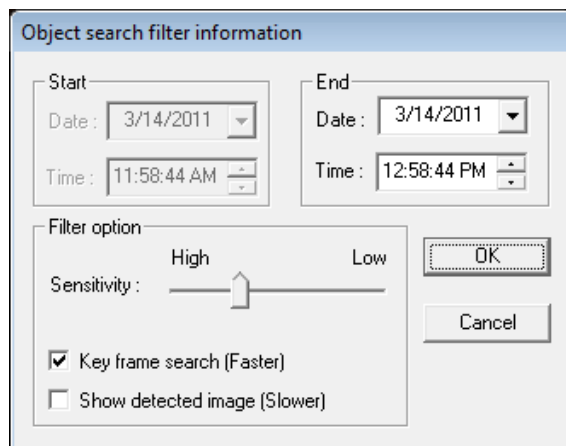 Object search filter information
Start
Date : 3/14/2011
Time : 11:58:44 AM
End
Date : 3/14/2011
Time : 12:58:44 PM
Filter option
High Low
Sensitivity :
Key frame search (Faster)
Show detected image (Slower)
OK
Cancel